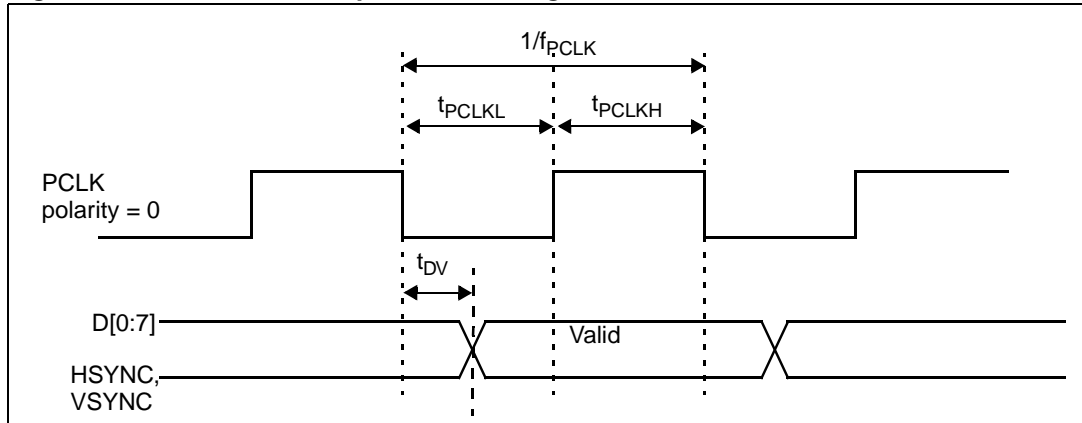 1/fPCLK
tPCLKL
tPCLKH
PCLK
polarity = 0
tDV
D[0:7]
Valid
HSYNC,
VSYNC